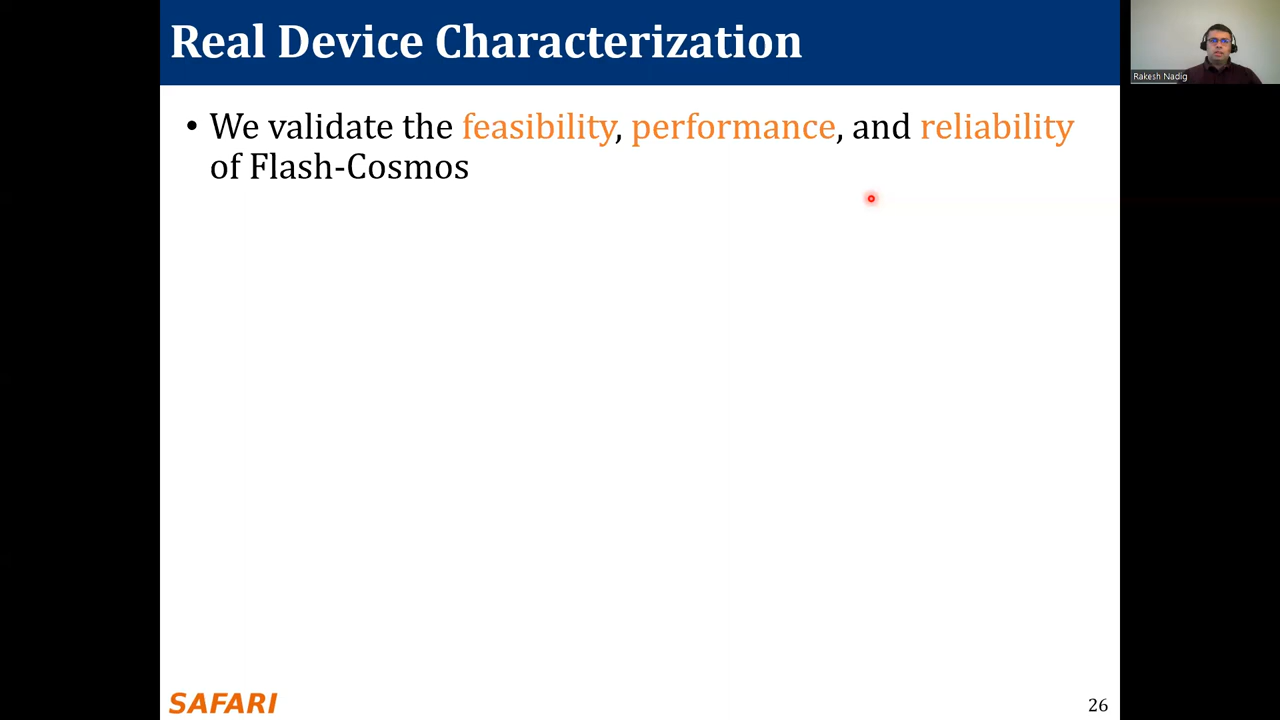 Real Device Characterization
Rakesh Nadig
• We validate the feasibility, performance, and reliability
of Flash-Cosmos
SAFARI
26